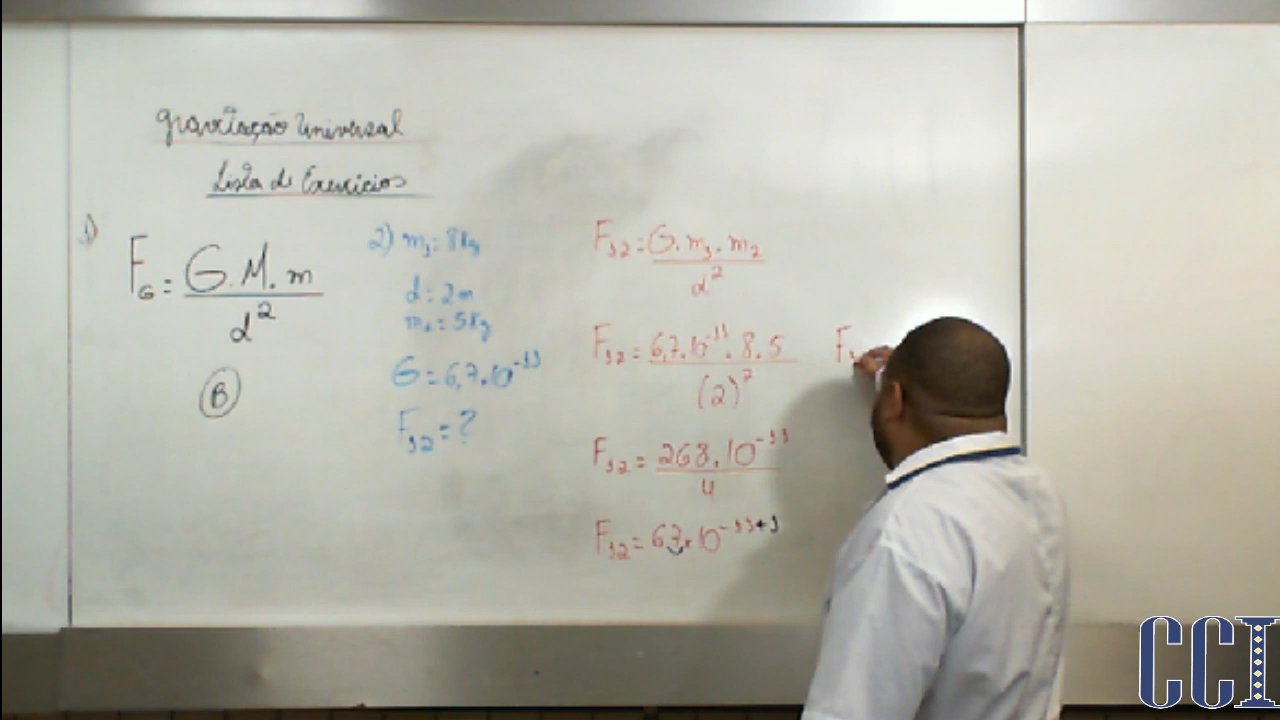 Gravitação Universal
Lista de Exercícios
1)
F_G = G.M.m / d²
B
2) m₁ = 8Kg
d = 2m
m₂ = 5Kg
G = 6,7.10⁻¹¹
F₁₂ = ?
F₁₂ = G.m₁.m₂ / d²
F₁₂ = 6,7.10⁻¹¹.8.5 / (2)²
F₁₂ = 268.10⁻¹¹ / 4
F₁₂ = 67x10⁻¹¹⁺¹
F₁
CCI